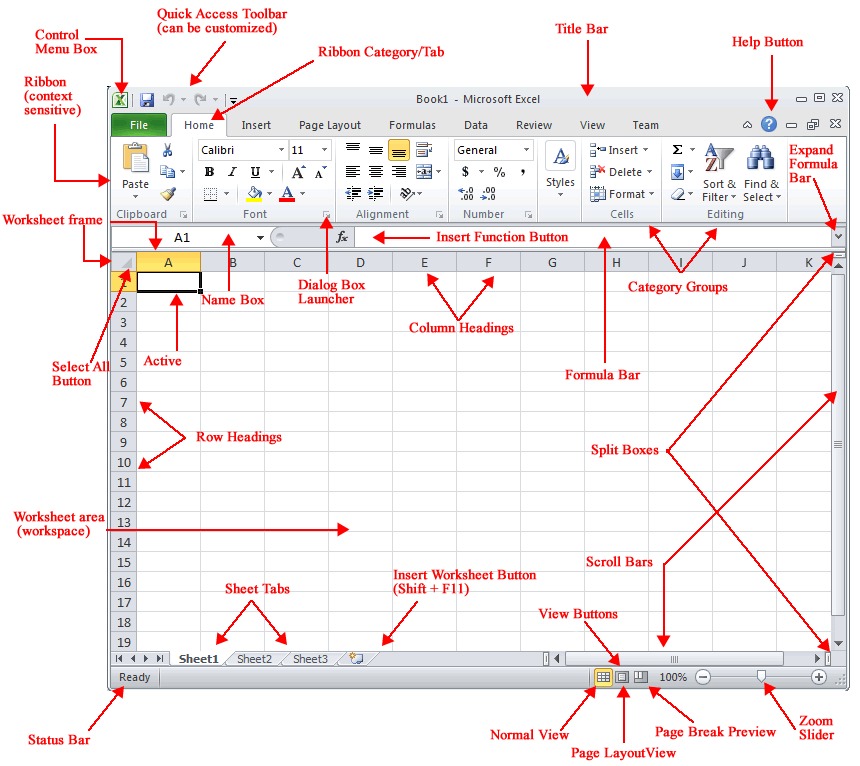 Quick Access Toolbar
(can be customized)
Control
Menu Box
Ribbon Category/Tab
Title Bar
Help Button
Ribbon
(context
sensitive)
Book1 - Microsoft Excel
File Home Insert Page Layout Formulas Data Review View Team
Calibri 11 General
Σ
Insert
Delete
Format
B I U A A
$ % ,
.00
.0
A
Paste
Styles
Sort &
Filter
Find &
Select
Clipboard Font Alignment Number Cells Editing
Expand
Formula
Bar
Worksheet frame
A1
fx
Insert Function Button
A B C D E F G H I J K
1
2
3
4
5
6
7
8
9
10
11
12
13
14
15
16
17
18
19
Name Box
Dialog Box
Launcher
Column Headings
Category Groups
Select All
Button
Active
Formula Bar
Row Headings
Split Boxes
Worksheet area
(workspace)
Scroll Bars
Sheet Tabs
Insert Worksheet Button
(Shift + F11)
View Buttons
Sheet1 Sheet2 Sheet3
Ready
100%
Status Bar
Normal View
Page LayoutView
Page Break Preview
Zoom
Slider